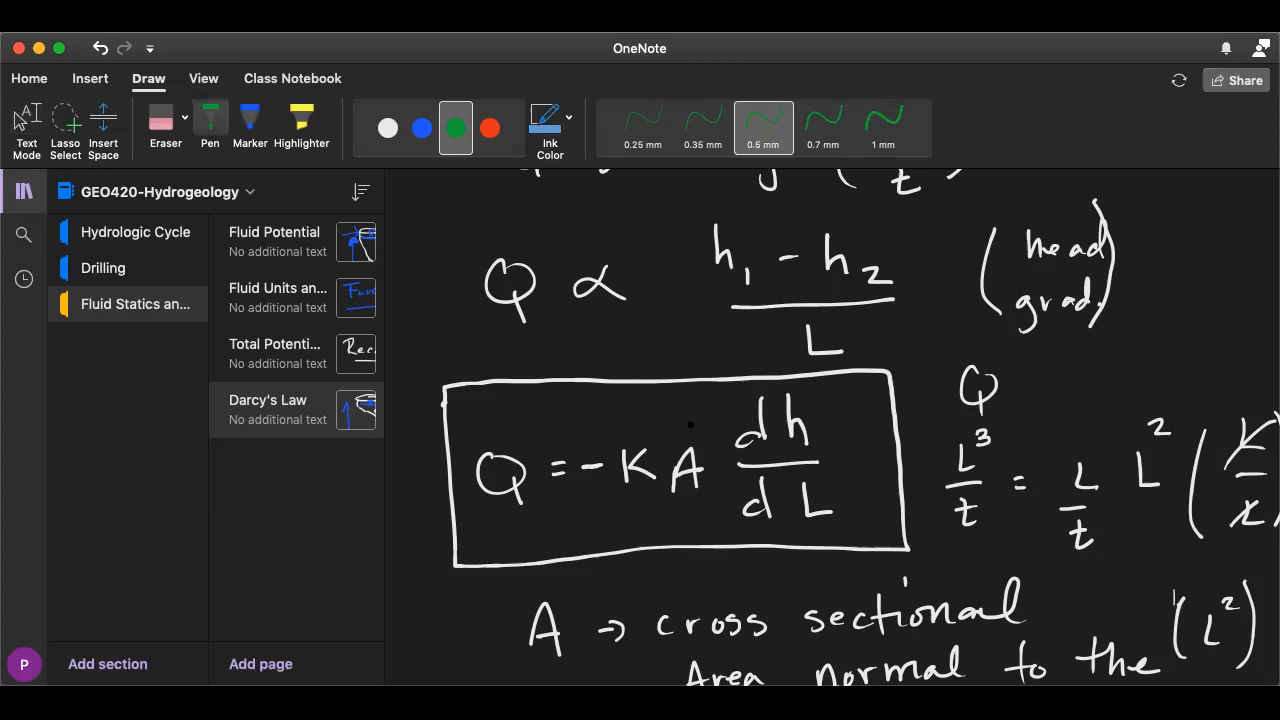 OneNote
Home Insert Draw View Class Notebook
Share
Text Mode
Lasso Select
Insert Space
Eraser
Pen
Marker
Highlighter
Ink Color
0.25 mm
0.35 mm
0.5 mm
0.7 mm
1 mm
GEO420-Hydrogeology
Hydrologic Cycle
Drilling
Fluid Statics an...
Fluid Potential
No additional text
Fluid Units an...
No additional text
Total Potenti...
No additional text
Darcy's Law
No additional text
P
Add section
Add page
Q ∝ (h₁ - h₂)/L (head grad.)
Q = -KA dh/dL
Q
L³/t = L/t L² (L/L)
A → cross sectional (L²)
Area normal to the